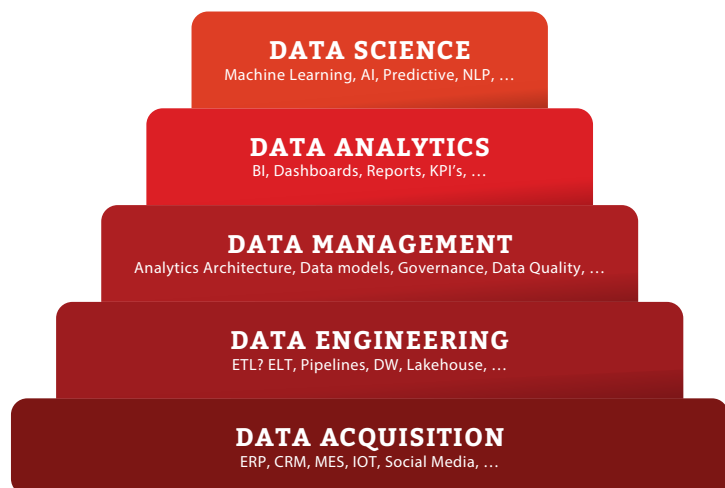 DATA SCIENCE
Machine Learning, AI, Predictive, NLP, …
DATA ANALYTICS
BI, Dashboards, Reports, KPI's, …
DATA MANAGEMENT
Analytics Architecture, Data models, Governance, Data Quality, …
DATA ENGINEERING
ETL? ELT, Pipelines, DW, Lakehouse, …
DATA ACQUISITION
ERP, CRM, MES, IOT, Social Media, …